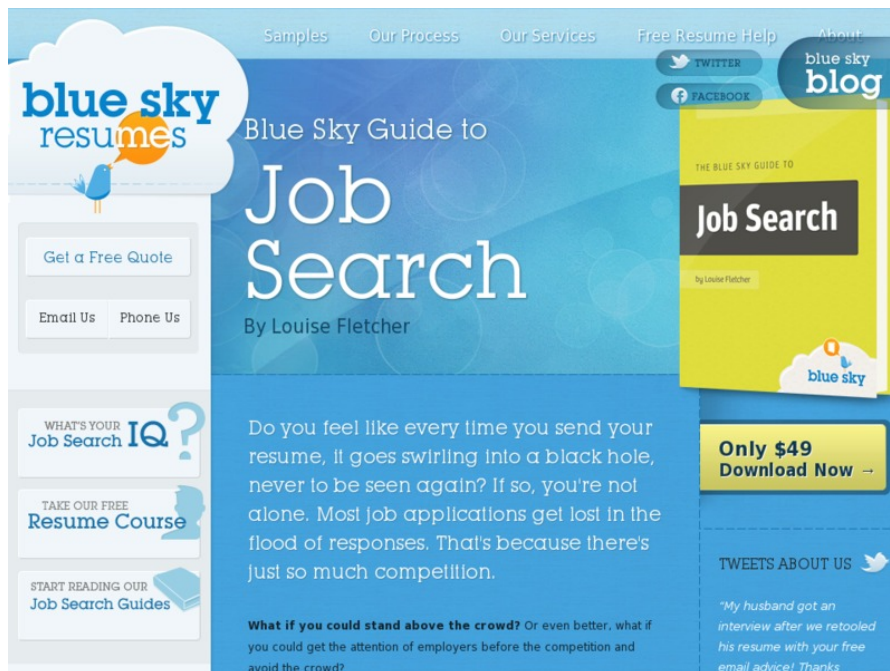 Samples Our Process Our Services Free Resume Help About
TWITTER
FACEBOOK
blue sky
blog
blue sky
resumes
Get a Free Quote
Email Us Phone Us
WHAT'S YOUR
Job Search IQ?
TAKE OUR FREE
Resume Course
START READING OUR
Job Search Guides
Blue Sky Guide to
Job
Search
By Louise Fletcher
THE BLUE SKY GUIDE TO
Job Search
by Louise Fletcher
blue sky
Do you feel like every time you send your
resume, it goes swirling into a black hole,
never to be seen again? If so, you're not
alone. Most job applications get lost in the
flood of responses. That's because there's
just so much competition.
What if you could stand above the crowd? Or even better, what if
you could get the attention of employers before the competition and
avoid the crowd?
Only $49
Download Now →
TWEETS ABOUT US
"My husband got an
interview after we retooled
his resume with your free
email advice! Thanks